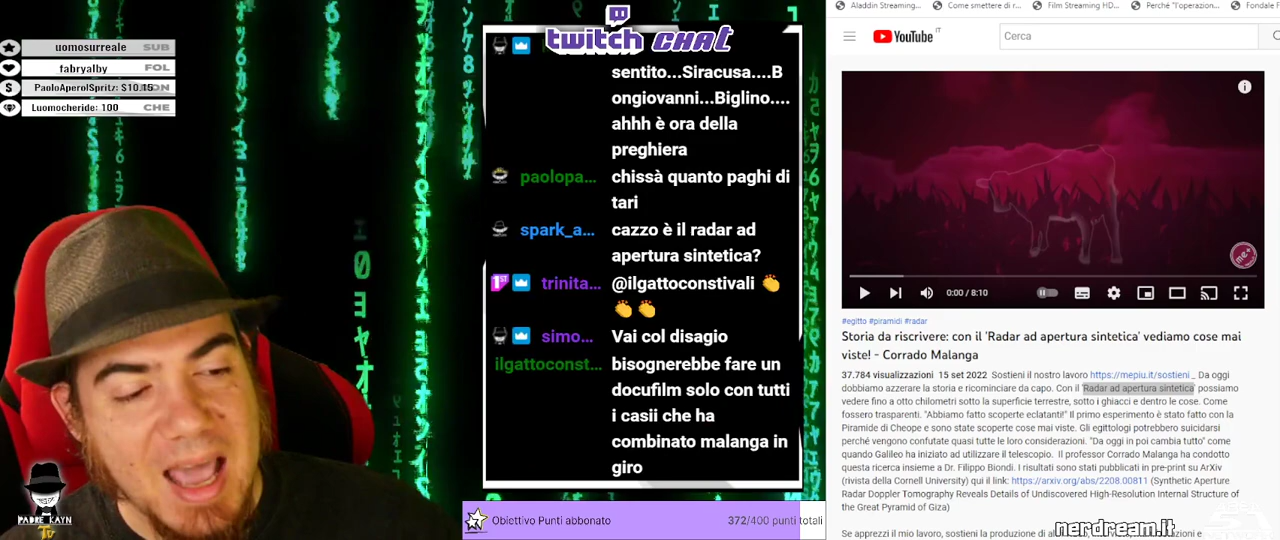 uomosurreale SUB
fabryalby FOL
PaoloAperolSpritz: $10.15
Luomocheride: 100 CHE
PADRE KAYN
TV
twitch CHAT
sentito...Siracusa....B
ongiovanni...Biglino....
ahhh è ora della
preghiera
paolopa... chissà quanto paghi di
tari
spark_a... cazzo è il radar ad
apertura sintetica?
1ST trinita... @ilgattoconstivali 👏
👏 👏
simo... Vai col disagio
ilgattoconst... bisognerebbe fare un
docufilm solo con tutti
i casii che ha
combinato malanga in
giro
Obiettivo Punti abbonato 372/400 punti totali
Aladdin Streaming... Come smettere di r... Film Streaming HD... Perché "l'operazion... Fondale F
YouTube IT
Cerca
me+
0:00 / 8:10
#egitto #piramidi #radar
Storia da riscrivere: con il 'Radar ad apertura sintetica' vediamo cose mai
viste! - Corrado Malanga
37.784 visualizzazioni 15 set 2022 Sostieni il nostro lavoro https://mepiu.it/sostieni_ Da oggi
dobbiamo azzerare la storia e ricominciare da capo. Con il 'Radar ad apertura sintetica' possiamo
vedere fino a otto chilometri sotto la superficie terrestre, sotto i ghiacci e dentro le cose. Come
fossero trasparenti. "Abbiamo fatto scoperte eclatanti!" Il primo esperimento è stato fatto con la
Piramide di Cheope e sono state scoperte cose mai viste. Gli egittologi potrebbero suicidarsi
perché vengono confutate quasi tutte le loro considerazioni. "Da oggi in poi cambia tutto" come
quando Galileo ha iniziato ad utilizzare il telescopio. Il professor Corrado Malanga ha condotto
questa ricerca insieme a Dr. Filippo Biondi. I risultati sono stati pubblicati in pre-print su ArXiv
(rivista della Cornell University) qui il link: https://arxiv.org/abs/2208.00811 (Synthetic Aperture
Radar Doppler Tomography Reveals Details of Undiscovered High-Resolution Internal Structure of
the Great Pyramid of Giza)
nerdream.it
Se apprezzi il mio lavoro, sostieni la produzione di